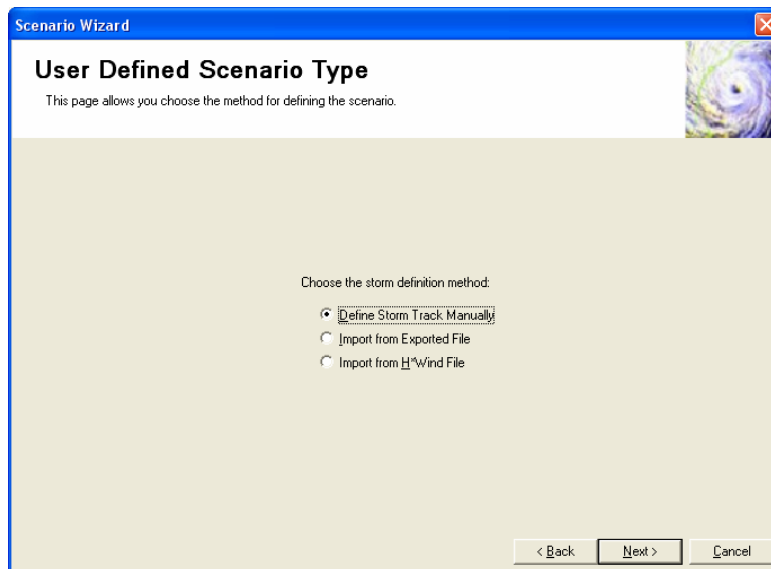 Scenario Wizard
User Defined Scenario Type
This page allows you choose the method for defining the scenario.
Choose the storm definition method:
Define Storm Track Manually
Import from Exported File
Import from H*Wind File
< Back Next > Cancel